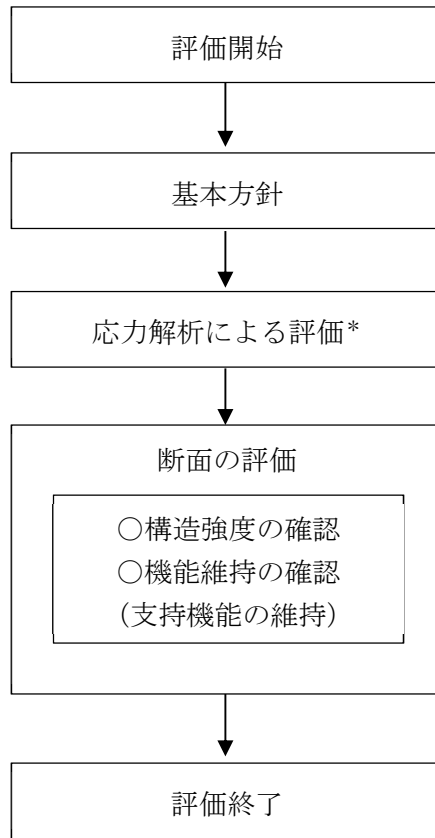 評価開始
基本方針
応力解析による評価*
断面の評価
○構造強度の確認
○機能維持の確認
(支持機能の維持)
評価終了